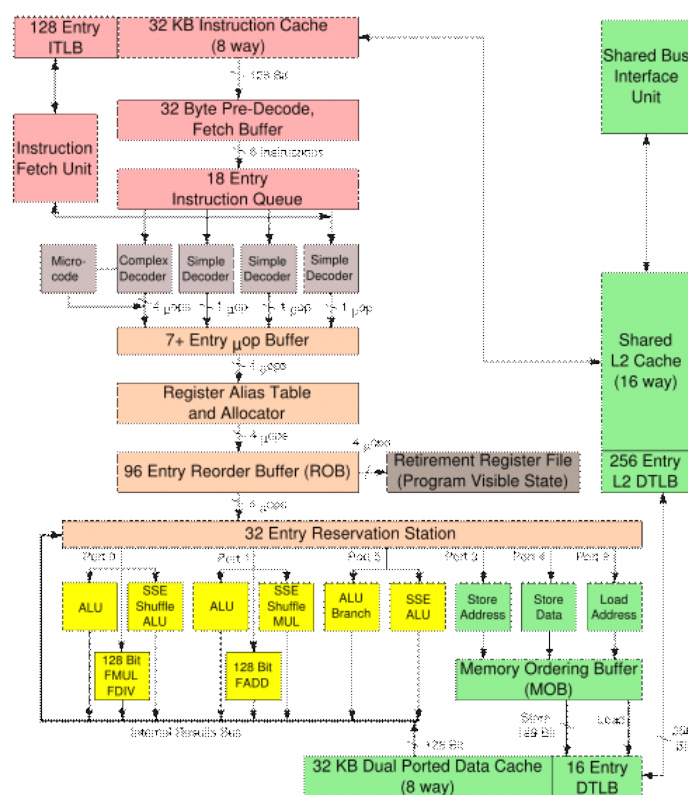 128 Entry
ITLB
32 KB Instruction Cache
(8 way)
128 Bit
32 Byte Pre-Decode,
Fetch Buffer
Instruction
Fetch Unit
6 Instructions
18 Entry
Instruction Queue
Micro-
code
Complex
Decoder
Simple
Decoder
Simple
Decoder
Simple
Decoder
4 μops
1 μop
1 μop
1 μop
7+ Entry μop Buffer
4 μops
Register Alias Table
and Allocator
4 μops
4 μops
96 Entry Reorder Buffer (ROB)
Retirement Register File
(Program Visible State)
μops
32 Entry Reservation Station
Port 0
Port 1
Port 5
Port 3
Port 4
Port 2
ALU
SSE
Shuffle
ALU
ALU
SSE
Shuffle
MUL
ALU
Branch
SSE
ALU
Store
Address
Store
Data
Load
Address
128 Bit
FMUL
FDIV
128 Bit
FADD
Memory Ordering Buffer
(MOB)
Internal Results Bus
Store
Bit
Load
128 Bit
32 KB Dual Ported Data Cache
(8 way)
16 Entry
DTLB
Shared Bus
Interface
Unit
Shared
L2 Cache
(16 way)
256 Entry
L2 DTLB